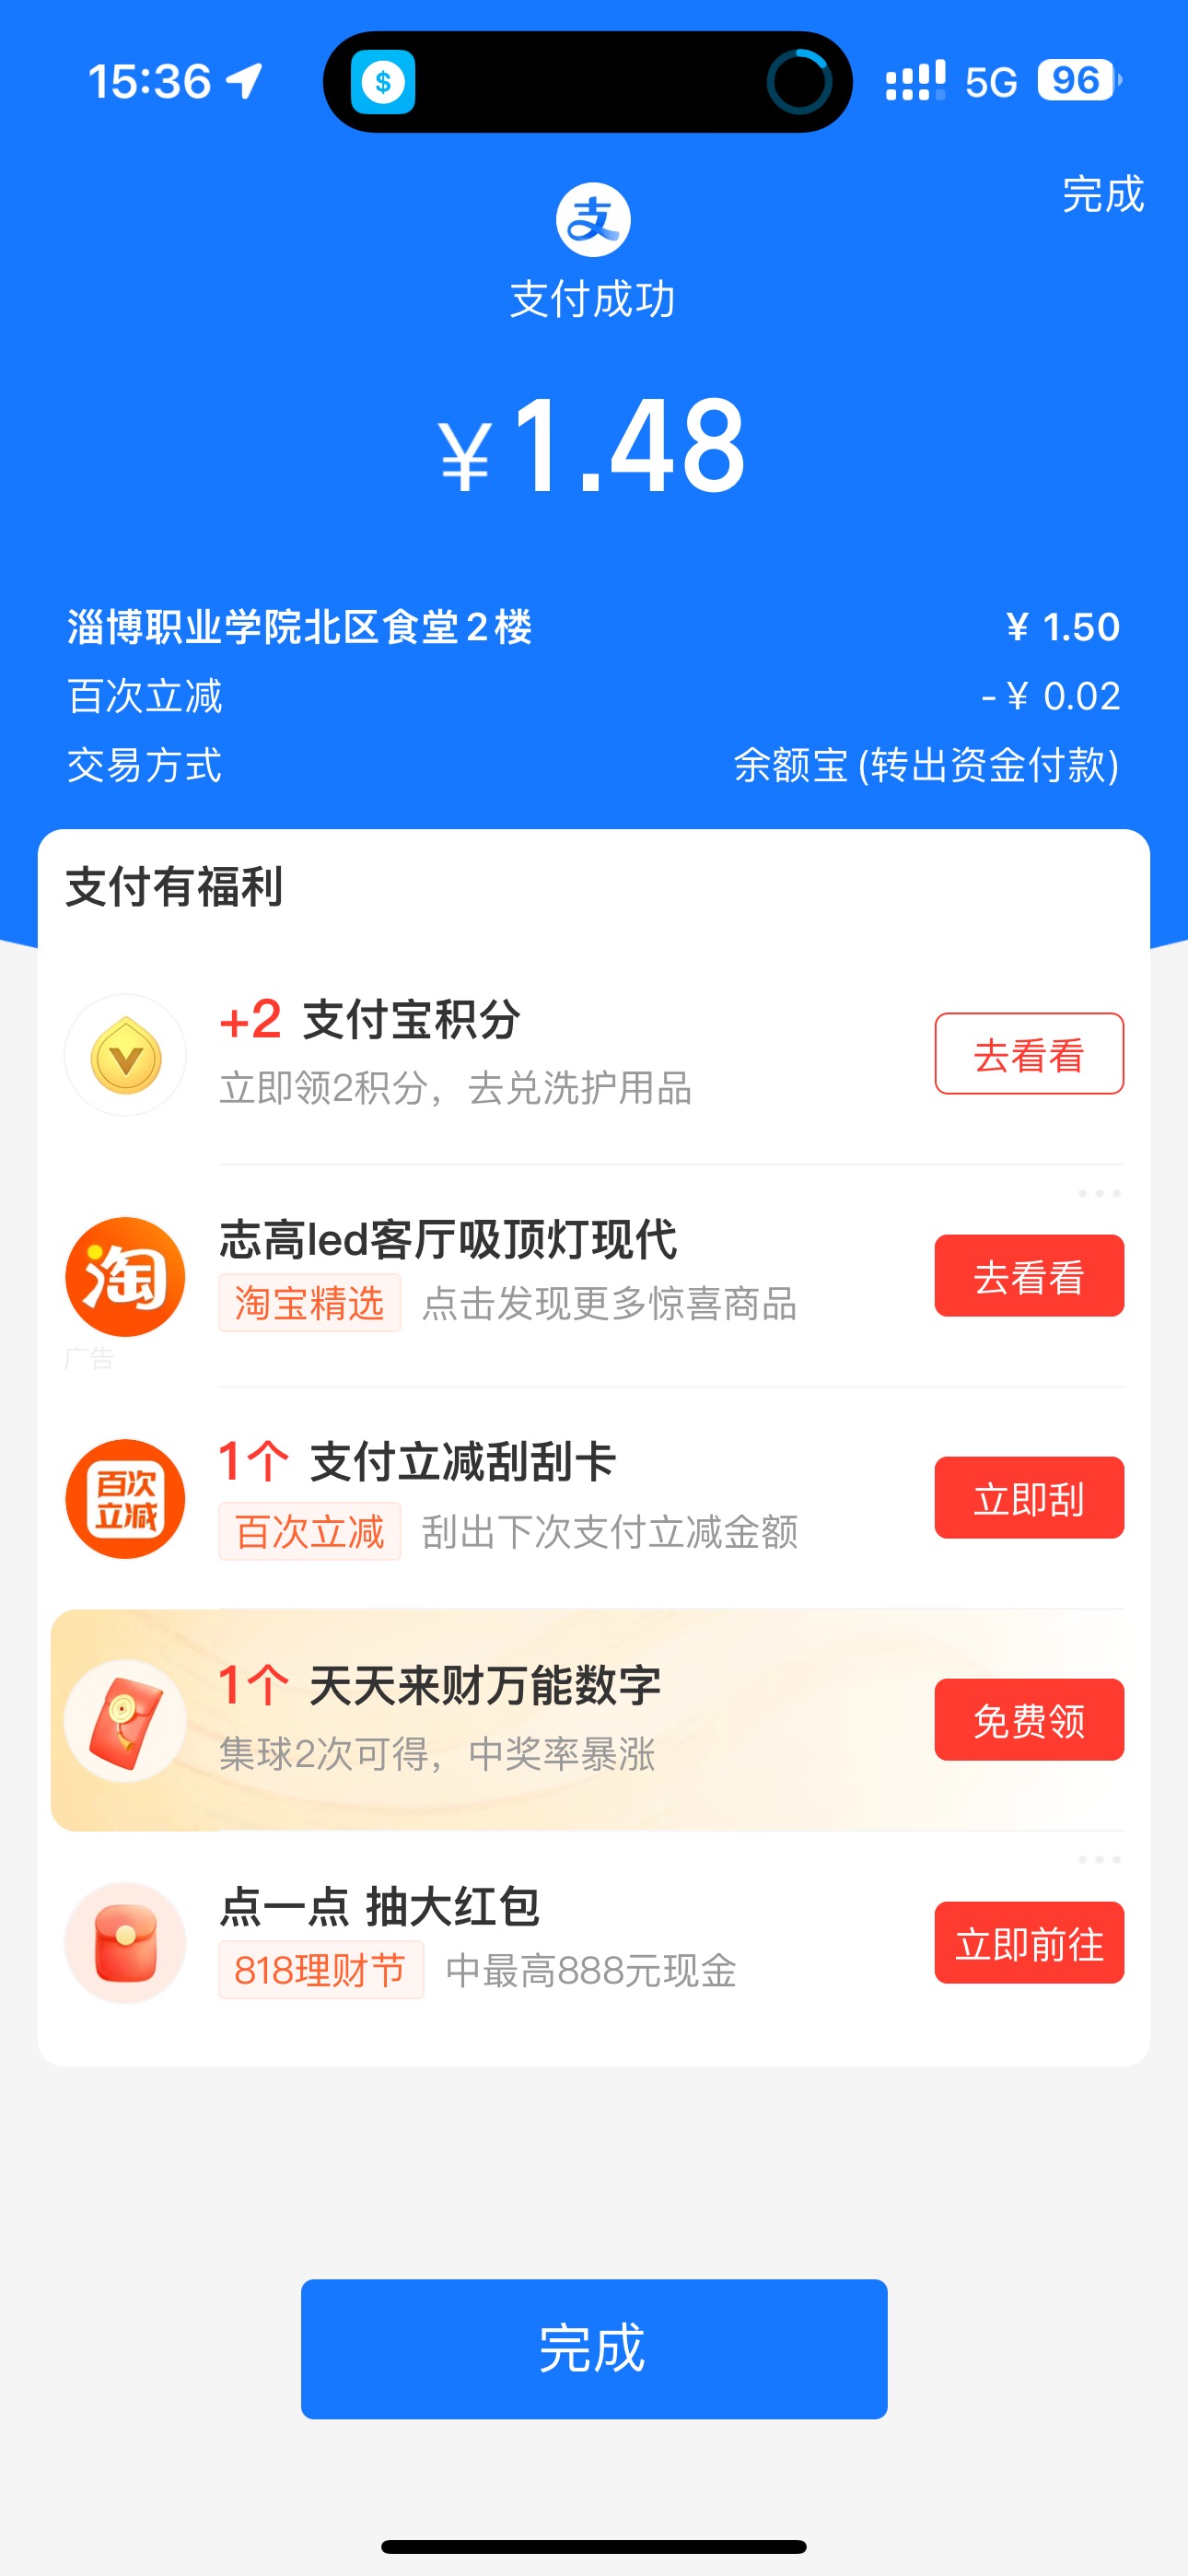 15:36
5G
96
完成
支
支付成功
¥1.48
淄博职业学院北区食堂2楼 ¥ 1.50
百次立减 -¥ 0.02
交易方式 余额宝(转出资金付款)
支付有福利
+2 支付宝积分
立即领2积分，去兑洗护用品
去看看
志高led客厅吸顶灯现代
淘
淘宝精选 点击发现更多惊喜商品
去看看
广告
1个 支付立减刮刮卡
百次
立减
百次立减 刮出下次支付立减金额
立即刮
1个 天天来财万能数字
集球2次可得，中奖率暴涨
免费领
点一点 抽大红包
818理财节 中最高888元现金
立即前往
完成